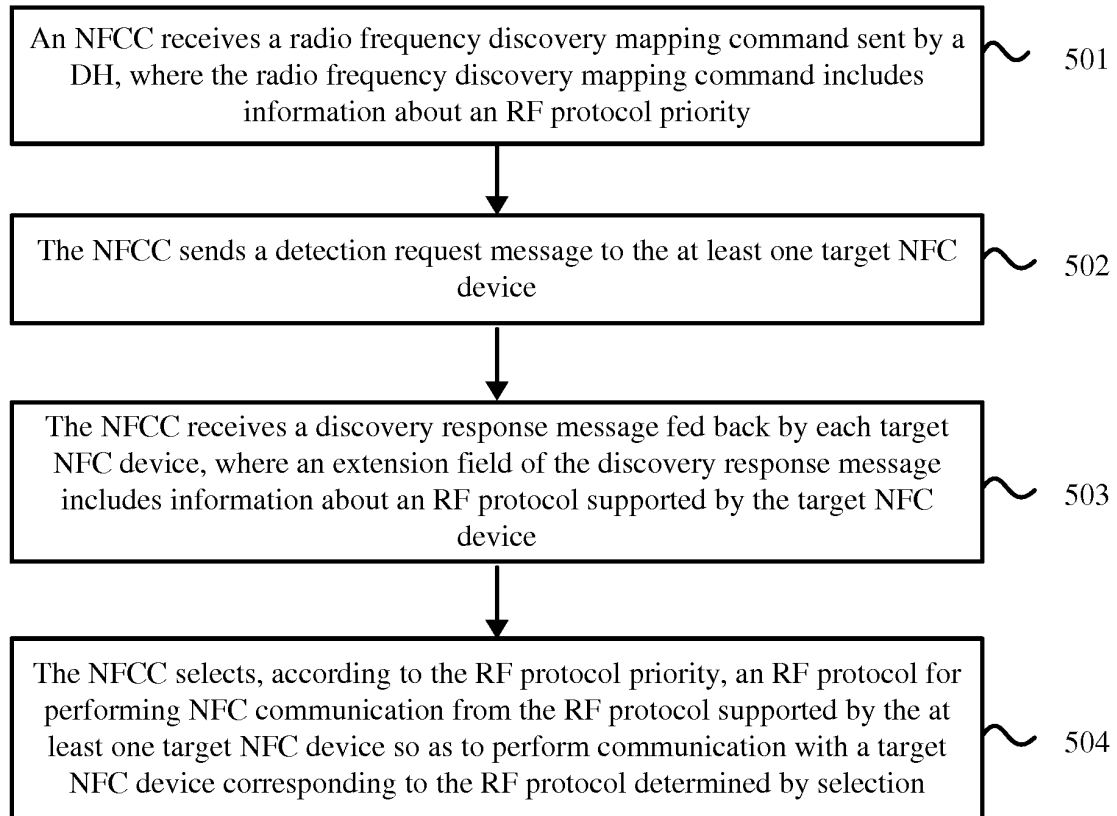 An NFCC receives a radio frequency discovery mapping command sent by a
DH, where the radio frequency discovery mapping command includes
information about an RF protocol priority
501
The NFCC sends a detection request message to the at least one target NFC
device
502
The NFCC receives a discovery response message fed back by each target
NFC device, where an extension field of the discovery response message
includes information about an RF protocol supported by the target NFC
device
503
The NFCC selects, according to the RF protocol priority, an RF protocol for
performing NFC communication from the RF protocol supported by the at
least one target NFC device so as to perform communication with a target
NFC device corresponding to the RF protocol determined by selection
504